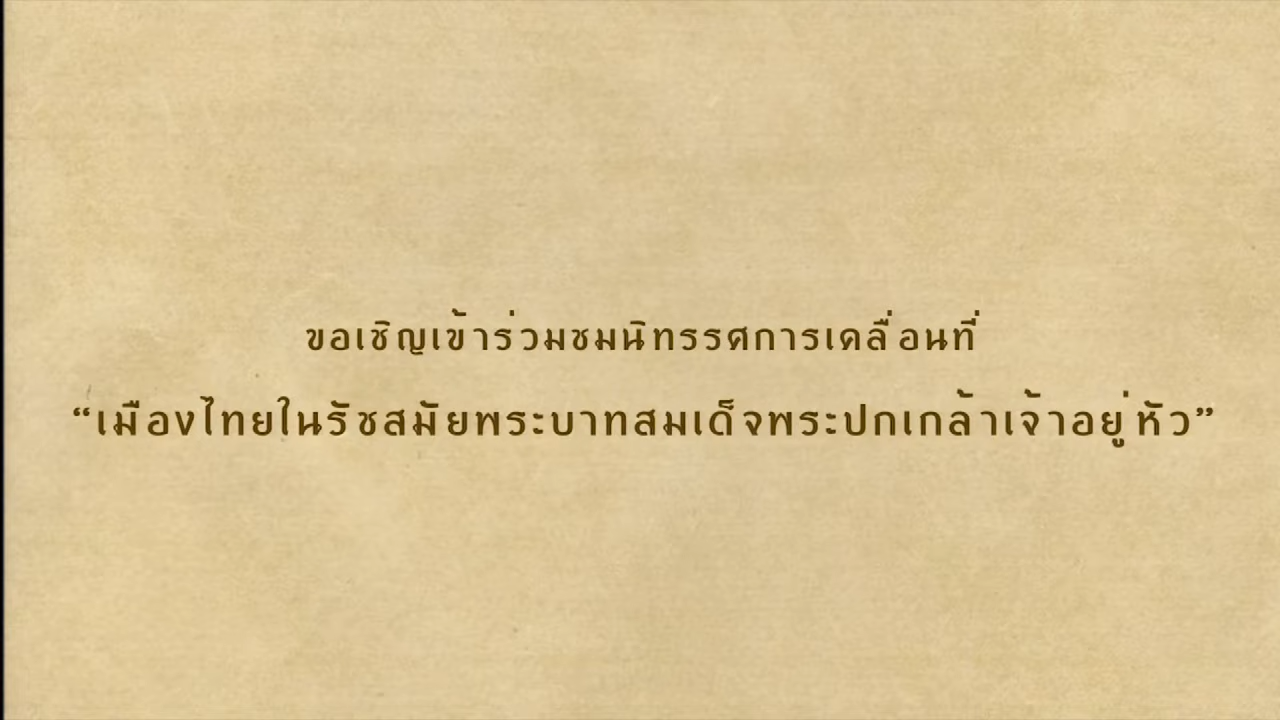 ขอเชิญเข้าร่วมชมนิทรรศการเคลื่อนที่
“เมืองไทยในรัชสมัยพระบาทสมเด็จพระปกเกล้าเจ้าอยู่หัว”